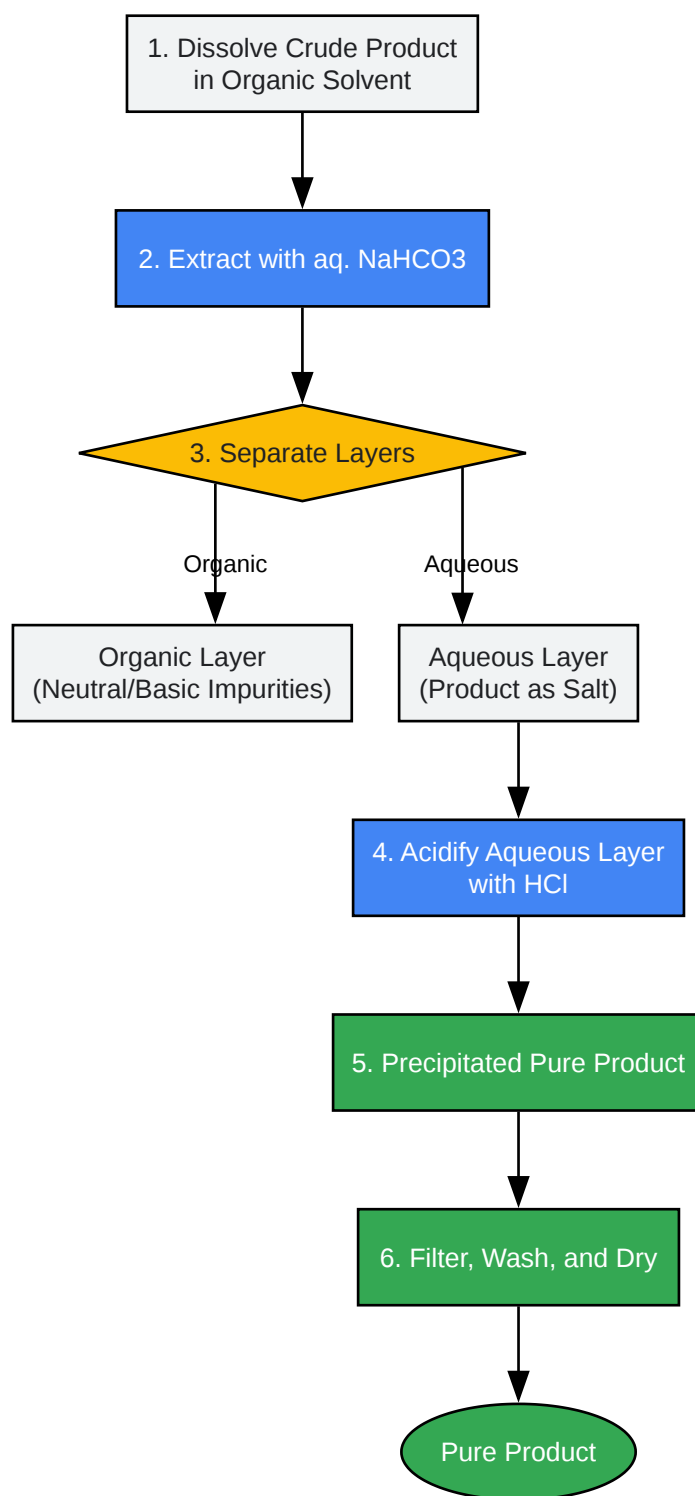 1. Dissolve Crude Product
in Organic Solvent
2. Extract with aq. NaHCO3
3. Separate Layers
Organic
Aqueous
Organic Layer
(Neutral/Basic Impurities)
Aqueous Layer
(Product as Salt)
4. Acidify Aqueous Layer
with HCl
5. Precipitated Pure Product
6. Filter, Wash, and Dry
Pure Product